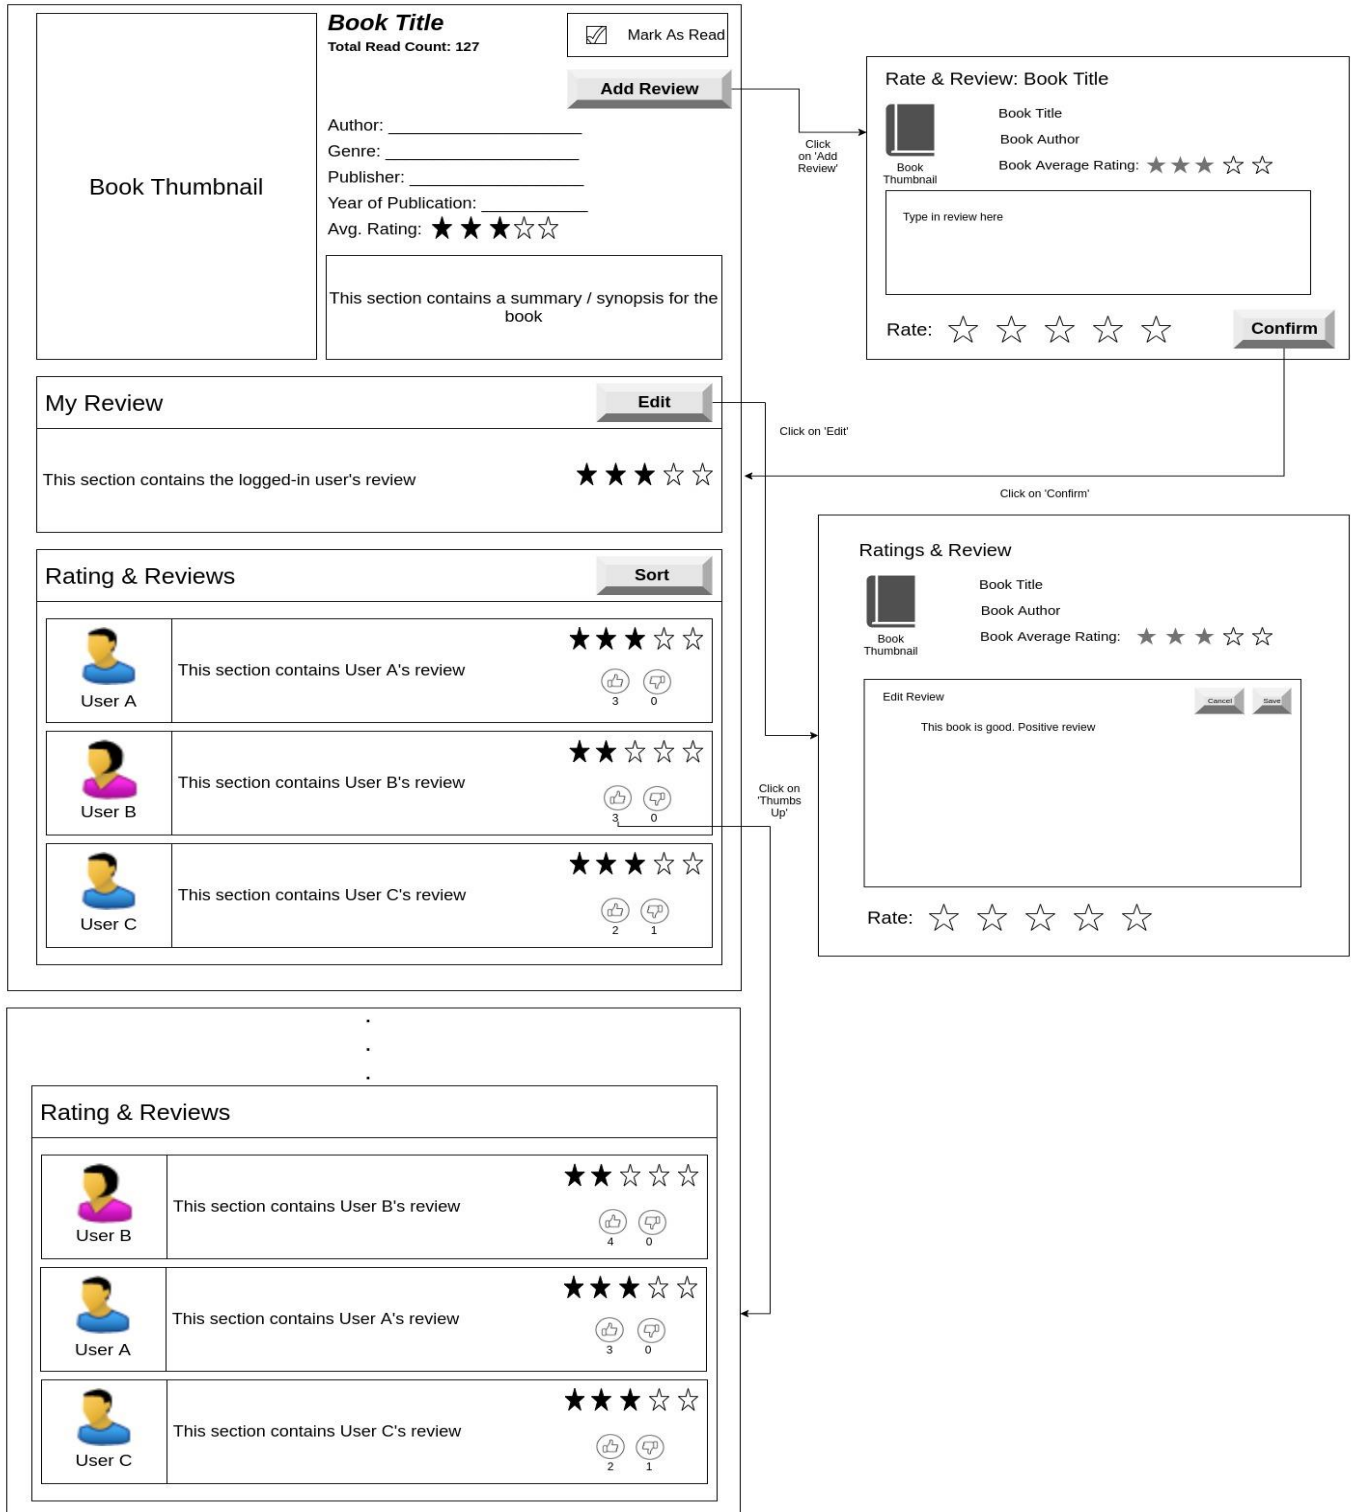 Book Title
Total Read Count: 127
Mark As Read
Add Review
Book Thumbnail
Author: ____________________
Genre: ____________________
Publisher: __________________
Year of Publication: ___________
Avg. Rating:
This section contains a summary / synopsis for the
book
Click
on 'Add
Review'
Rate & Review: Book Title
Book Title
Book Author
Book Average Rating:
Book
Thumbnail
Type in review here
Rate:
Confirm
My Review
Edit
Click on 'Edit'
This section contains the logged-in user's review
Click on 'Confirm'
Rating & Reviews
Sort
User A
This section contains User A's review
3
0
User B
This section contains User B's review
3
0
User C
This section contains User C's review
2
1
Ratings & Review
Book Title
Book Author
Book Average Rating:
Book
Thumbnail
Edit Review
Cancel
Save
This book is good. Positive review
Rate:
Click on
'Thumbs
Up'
.
.
.
Rating & Reviews
User B
This section contains User B's review
4
0
User A
This section contains User A's review
3
0
User C
This section contains User C's review
2
1